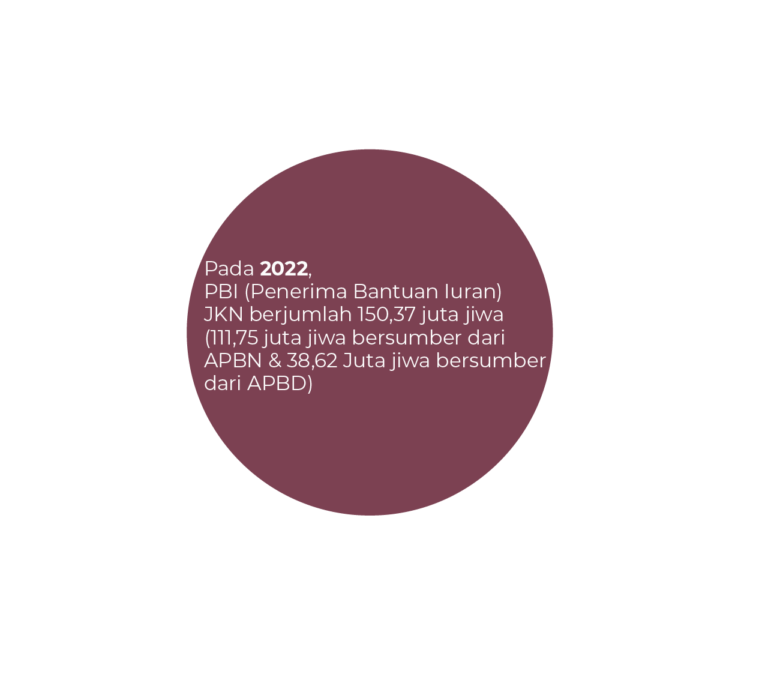 Pada 2022,
PBI (Penerima Bantuan Iuran)
JKN berjumlah 150,37 juta jiwa
(111,75 juta jiwa bersumber dari
APBN & 38,62 Juta jiwa bersumber
dari APBD)